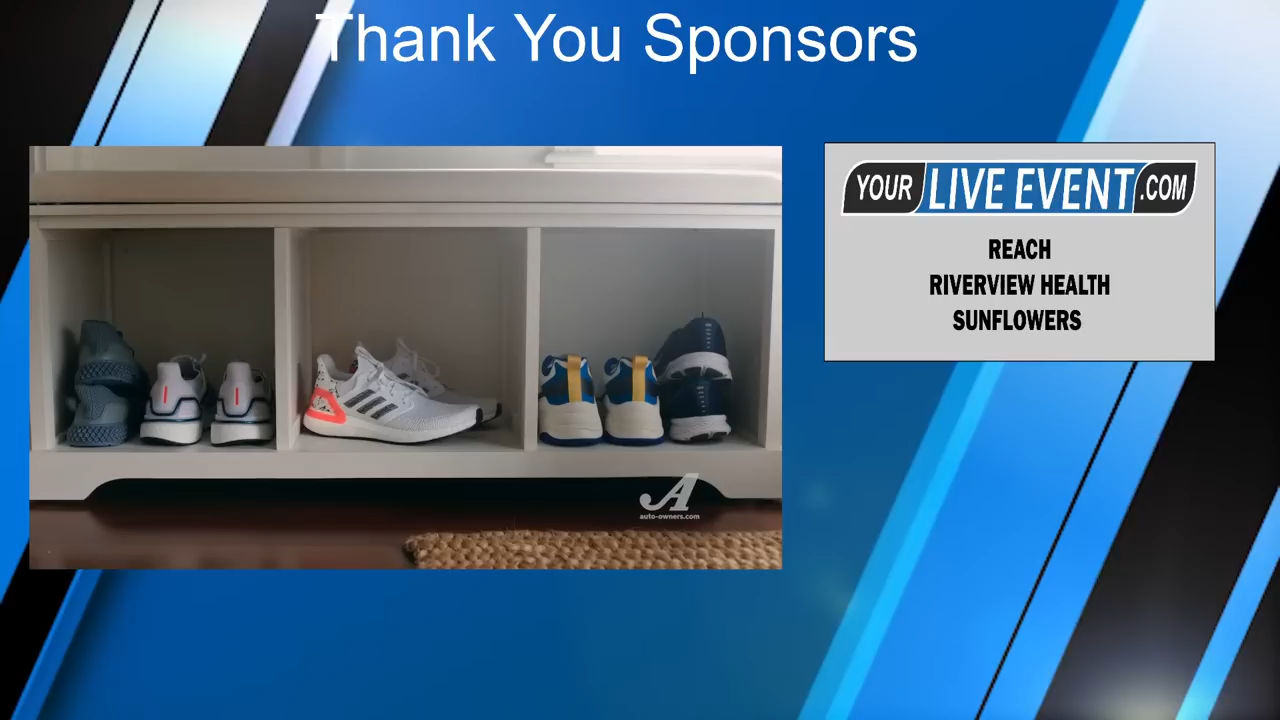 Thank You Sponsors
YOUR LIVE EVENT.COM
REACH
RIVERVIEW HEALTH
SUNFLOWERS
A
auto-owners.com